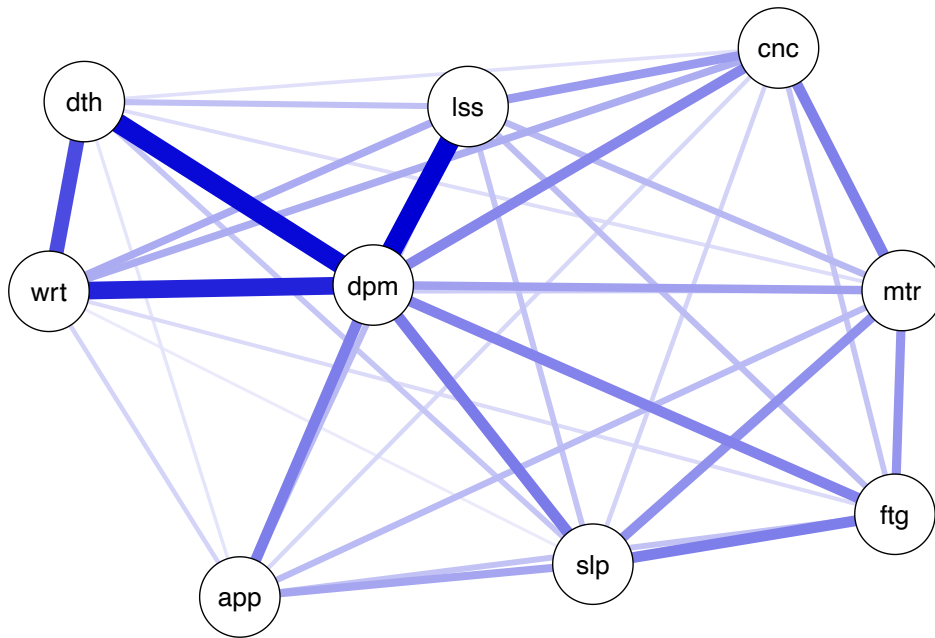 cnc
dth
lss
wrt
dpm
mtr
ftg
slp
app